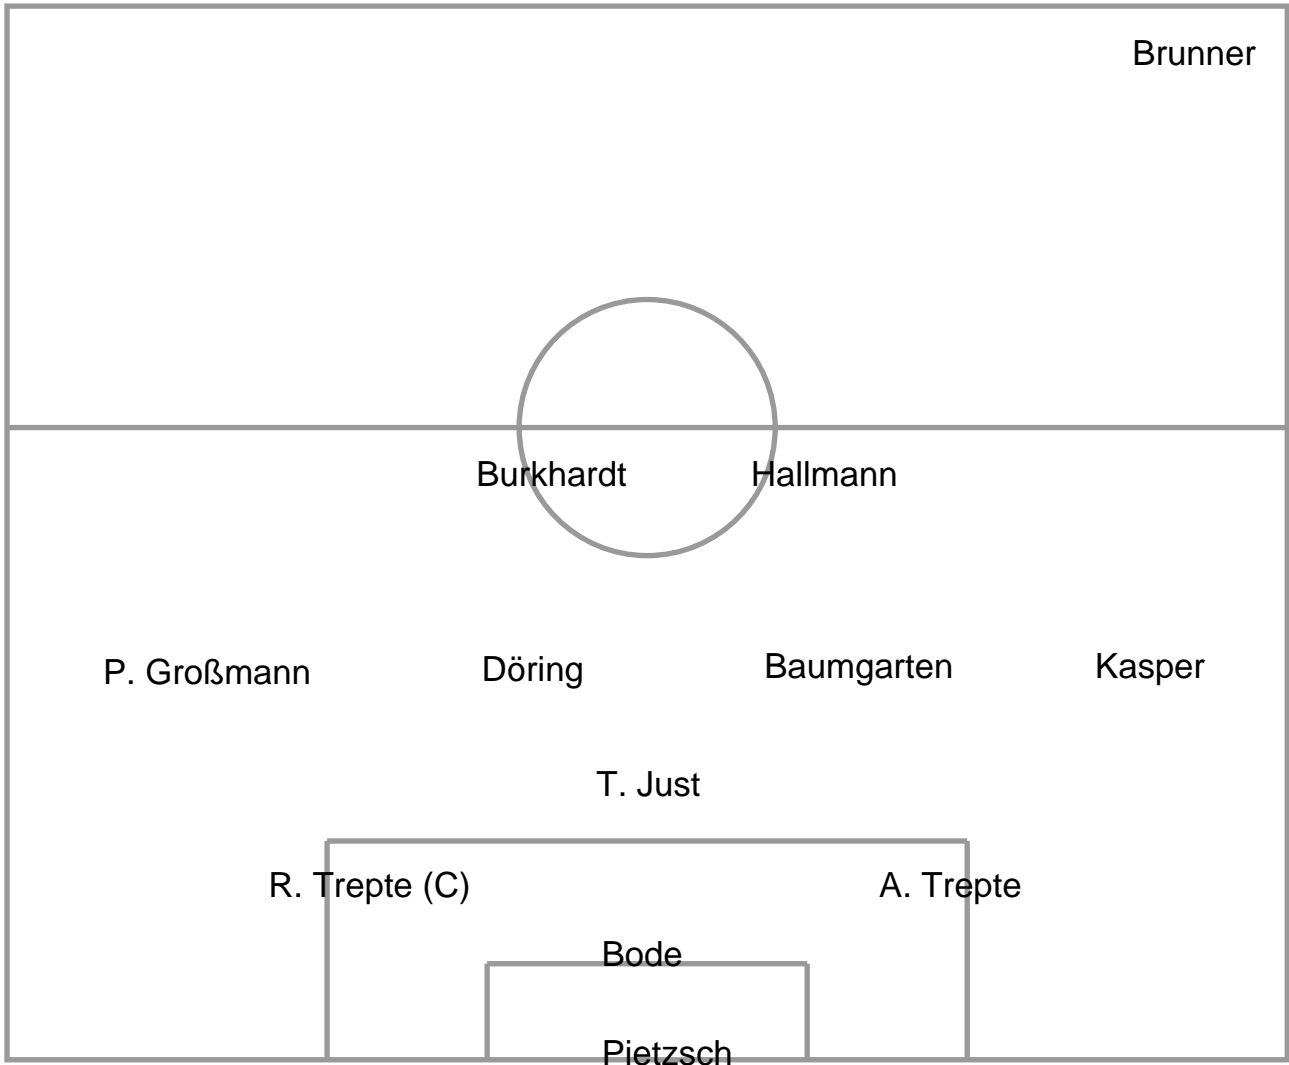 Brunner
Burkhardt
Hallmann
P. Großmann
Döring
Baumgarten
Kasper
T. Just
R. Trepte (C)
A. Trepte
Bode
Pietzsch